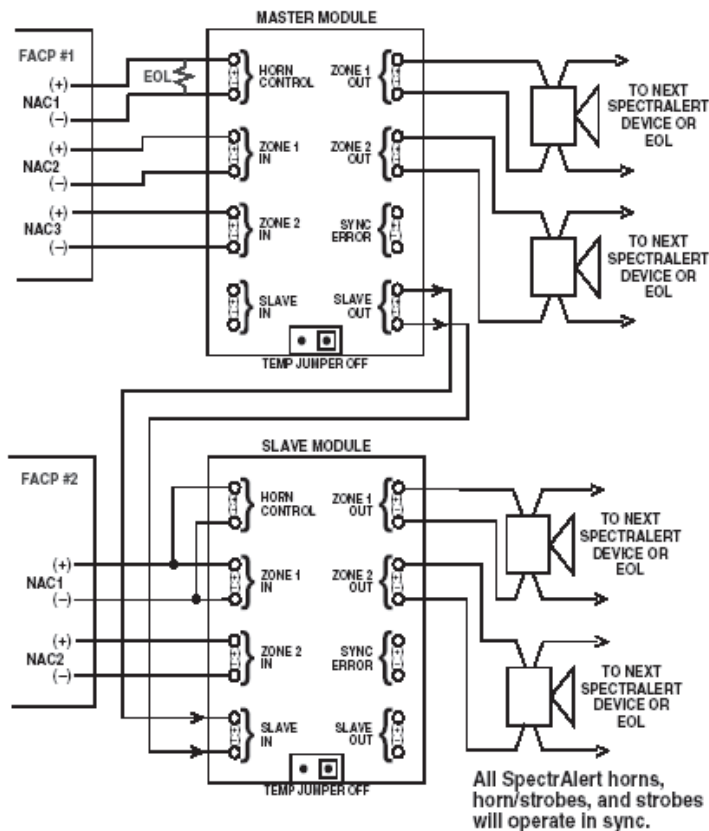 MASTER MODULE
FACP #1
(+)
NAC1
(–)
(+)
NAC2
(–)
(+)
NAC3
(–)
EOL
HORN
CONTROL
ZONE 1
IN
ZONE 2
IN
SLAVE
IN
ZONE 1
OUT
ZONE 2
OUT
SYNC
ERROR
SLAVE
OUT
TEMP JUMPER OFF
TO NEXT
SPECTRALERT
DEVICE OR
EOL
TO NEXT
SPECTRALERT
DEVICE OR
EOL
SLAVE MODULE
FACP #2
(+)
NAC1
(–)
(+)
NAC2
(–)
HORN
CONTROL
ZONE 1
IN
ZONE 2
IN
SLAVE
IN
ZONE 1
OUT
ZONE 2
OUT
SYNC
ERROR
SLAVE
OUT
TEMP JUMPER OFF
TO NEXT
SPECTRALERT
DEVICE OR
EOL
TO NEXT
SPECTRALERT
DEVICE OR
EOL
All SpectrAlert horns,
horn/strobes, and strobes
will operate in sync.